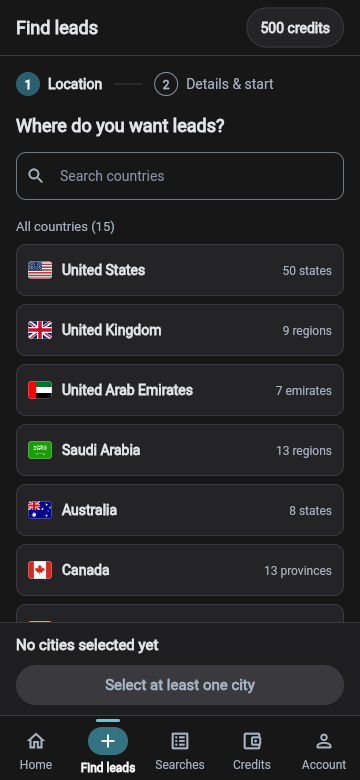 Find leads
500 credits
1 Location
2 Details & start
Where do you want leads?
Search countries
All countries (15)
United States
50 states
United Kingdom
9 regions
United Arab Emirates
7 emirates
Saudi Arabia
13 regions
Australia
8 states
Canada
13 provinces
No cities selected yet
Select at least one city
Home
Find leads
Searches
Credits
Account